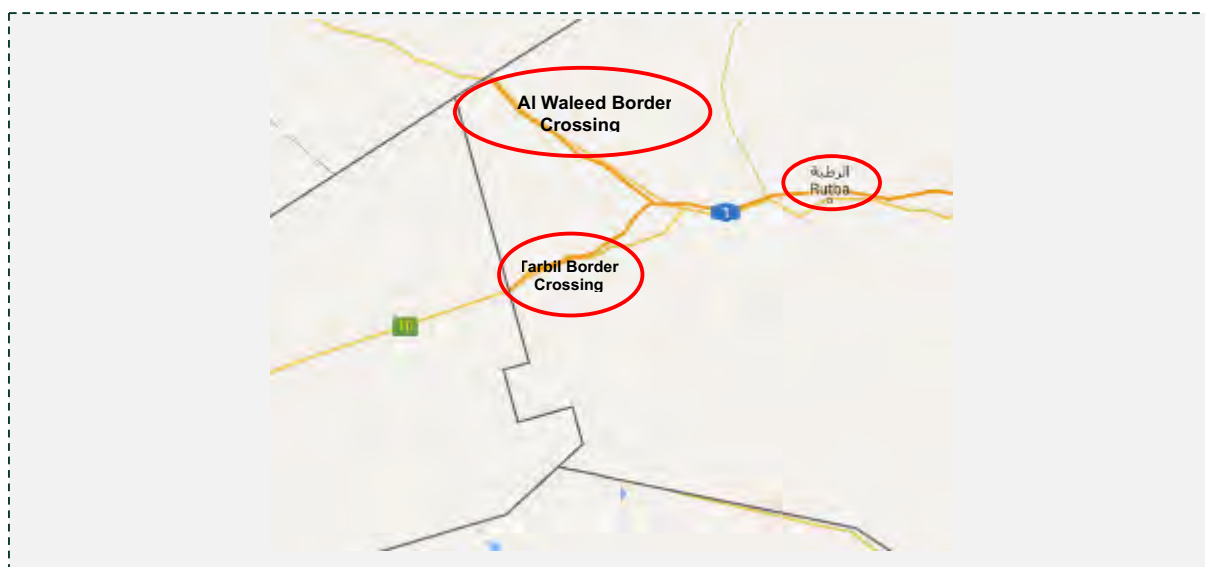 Al Waleed Border
Crossing
الرطبة
Rutba
1
Tarbil Border
Crossing
10